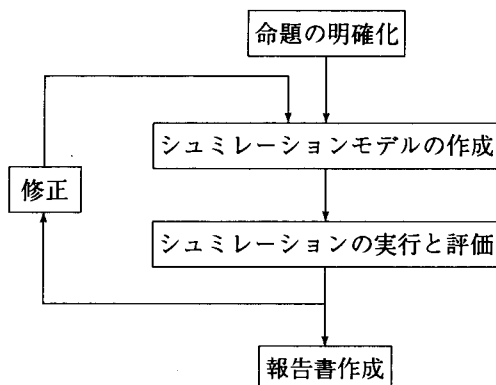 命題の明確化
シュミレーションモデルの作成
修正
シュミレーションの実行と評価
報告書作成